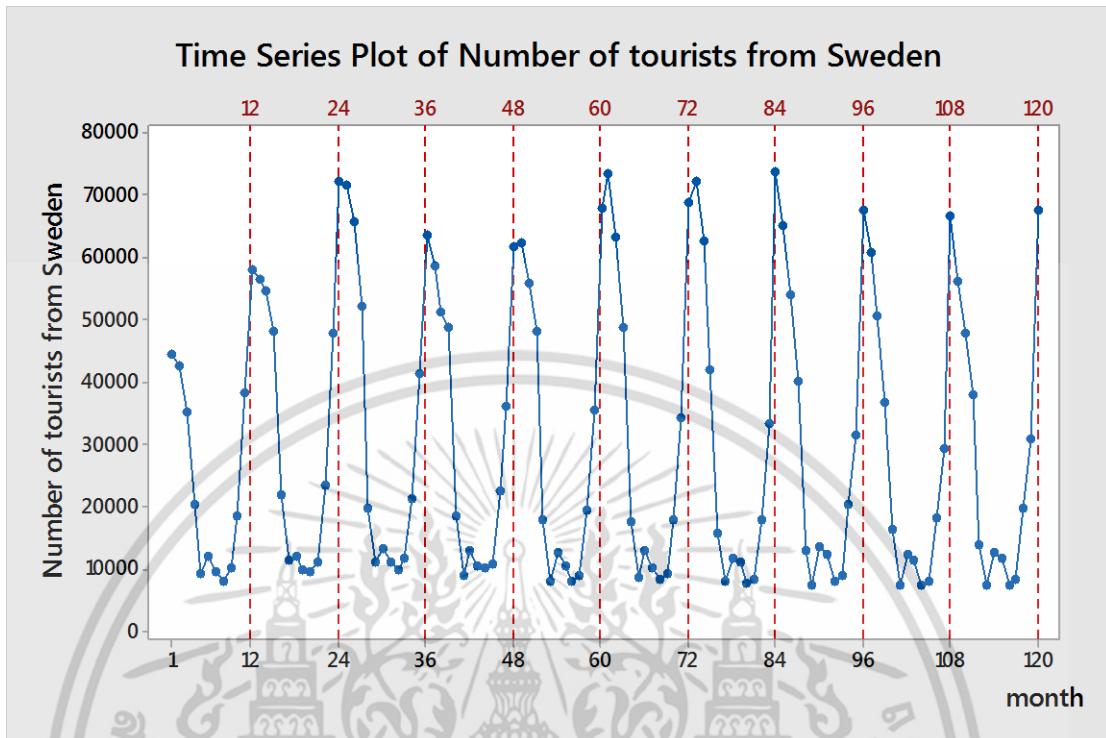 Time Series Plot of Number of tourists from Sweden
12 24 36 48 60 72 84 96 108 120
80000
70000
60000
50000
40000
30000
20000
10000
0
Number of tourists from Sweden
1 12 24 36 48 60 72 84 96 108 120
month